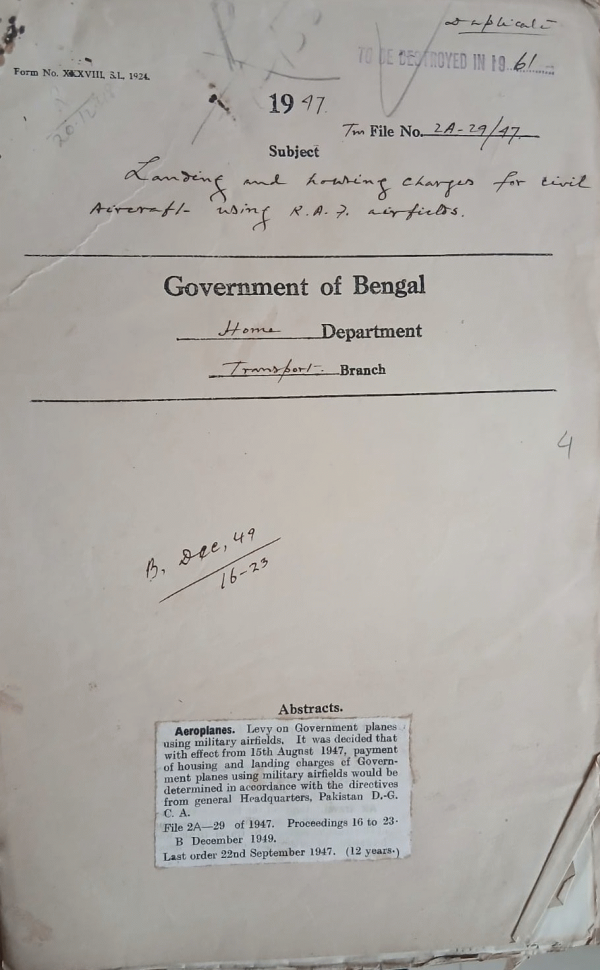 Duplicate
TO BE DESTROYED IN 1961
Form No. XXXVIII, S.L. 1924.
1947
Tn File No. 2A-29/47
Subject
Landing and housing charges for civil
Aircraft using R.A.F. airfields.
Government of Bengal
Home Department
Transport Branch
4
B. Dec, 49
16-23
Abstracts.
Aeroplanes. Levy on Government planes
using military airfields. It was decided that
with effect from 15th August 1947, payment
of housing and landing charges of Govern-
ment planes using military airfields would be
determined in accordance with the directives
from general Headquarters, Pakistan D.-G.
C. A.
File 2A—29 of 1947. Proceedings 16 to 23.
B December 1949.
Last order 22nd September 1947. (12 years.)